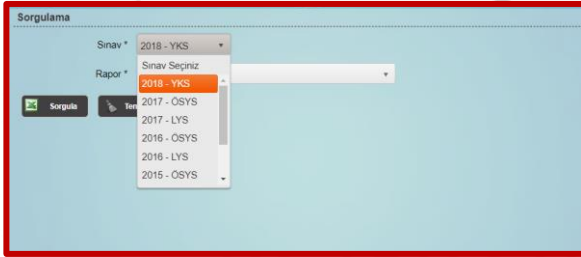 Sorgulama
Sınav * 2018 - YKS
Sınav Seçiniz
Rapor *
2018 - YKS
2017 - ÖSYS
Sorgula
2017 - LYS
2016 - ÖSYS
2016 - LYS
2015 - ÖSYS